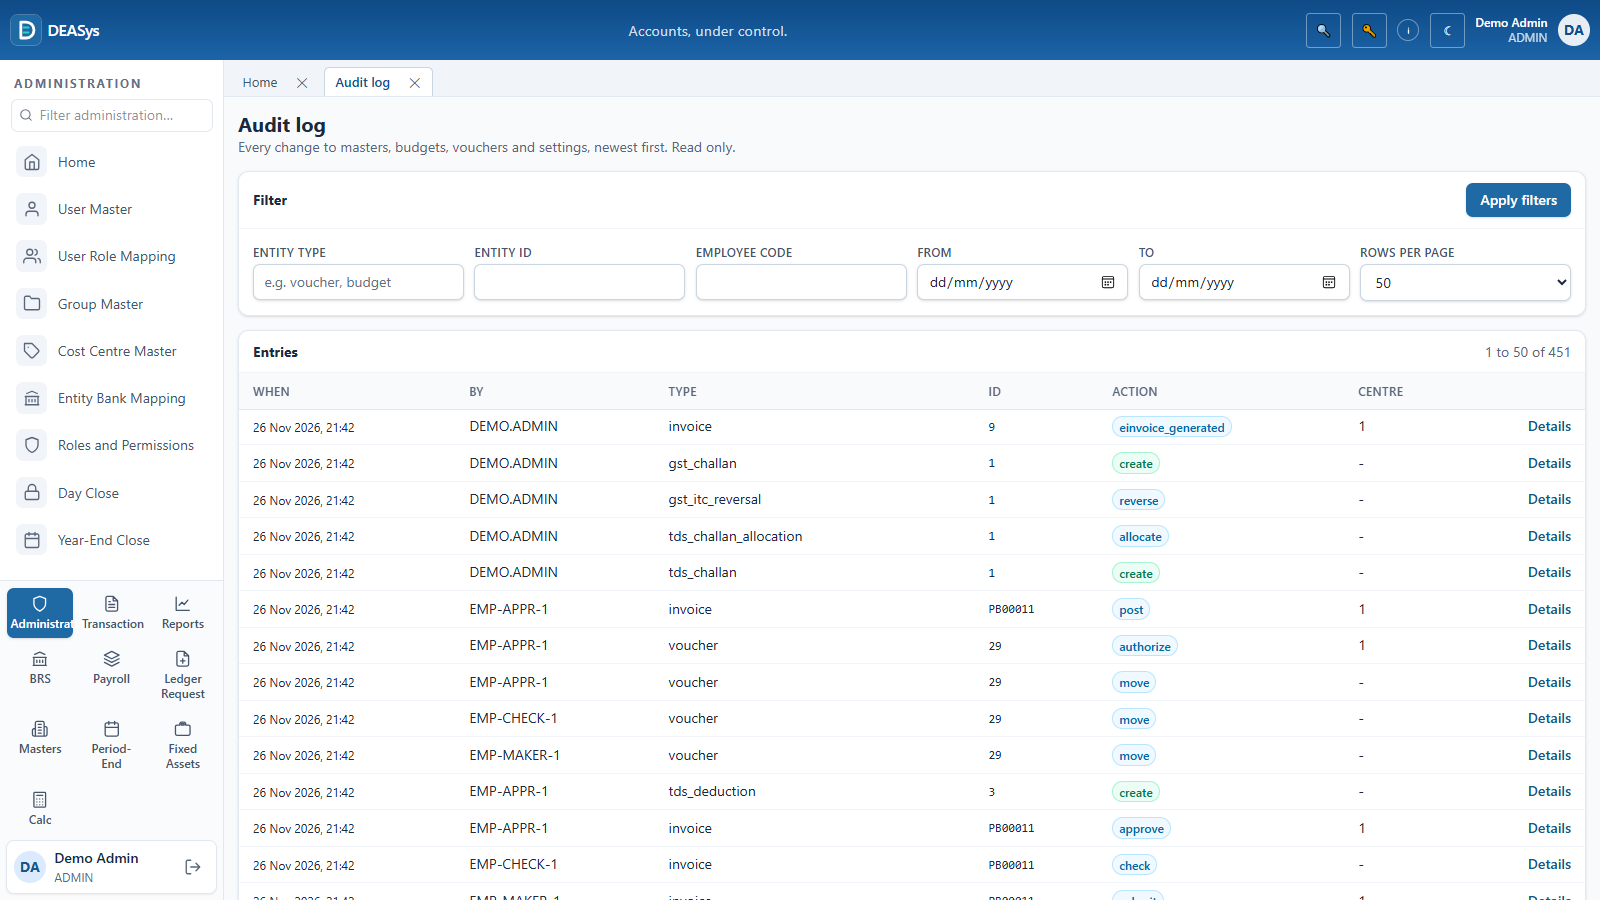 DEASys
Accounts, under control.
Demo Admin
ADMIN
DA
ADMINISTRATION
Filter administration...
Home
User Master
User Role Mapping
Group Master
Cost Centre Master
Entity Bank Mapping
Roles and Permissions
Day Close
Year-End Close
Administrat
Transaction
Reports
BRS
Payroll
Ledger Request
Masters
Period-End
Fixed Assets
Calc
DA
Demo Admin
ADMIN
Home
Audit log
Audit log
Every change to masters, budgets, vouchers and settings, newest first. Read only.
Filter
Apply filters
ENTITY TYPE ENTITY ID EMPLOYEE CODE FROM TO ROWS PER PAGE
e.g. voucher, budget dd/mm/yyyy dd/mm/yyyy 50
Entries
1 to 50 of 451
WHEN BY TYPE ID ACTION CENTRE
26 Nov 2026, 21:42 DEMO.ADMIN invoice 9 einvoice_generated 1 Details
26 Nov 2026, 21:42 DEMO.ADMIN gst_challan 1 create - Details
26 Nov 2026, 21:42 DEMO.ADMIN gst_itc_reversal 1 reverse - Details
26 Nov 2026, 21:42 DEMO.ADMIN tds_challan_allocation 1 allocate - Details
26 Nov 2026, 21:42 DEMO.ADMIN tds_challan 1 create - Details
26 Nov 2026, 21:42 EMP-APPR-1 invoice PB00011 post 1 Details
26 Nov 2026, 21:42 EMP-APPR-1 voucher 29 authorize 1 Details
26 Nov 2026, 21:42 EMP-APPR-1 voucher 29 move - Details
26 Nov 2026, 21:42 EMP-CHECK-1 voucher 29 move - Details
26 Nov 2026, 21:42 EMP-MAKER-1 voucher 29 move - Details
26 Nov 2026, 21:42 EMP-APPR-1 tds_deduction 3 create - Details
26 Nov 2026, 21:42 EMP-APPR-1 invoice PB00011 approve 1 Details
26 Nov 2026, 21:42 EMP-CHECK-1 invoice PB00011 check - Details